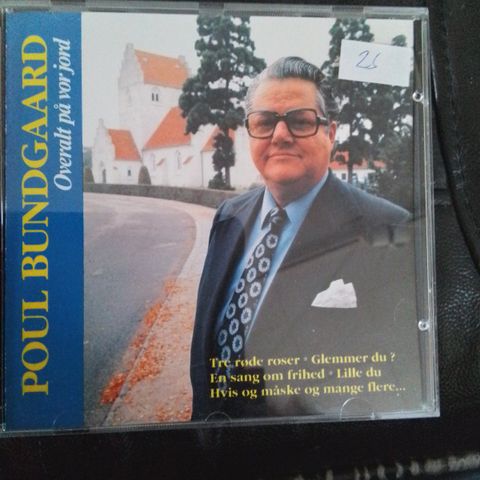 POUL BUNDGAARD
Overalt på vor jord
26
Tre røde roser * Glemmer du ?
En sang om frihed * Lille du
Hvis og måske og mange flere...